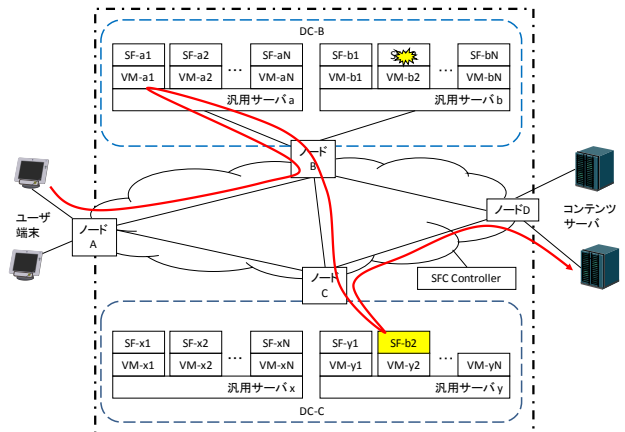 DC-B
SF-a1 SF-a2 SF-aN SF-b1 SF-bN
… …
VM-a1 VM-a2 VM-aN VM-b1 VM-b2 VM-bN
汎用サーバa 汎用サーバb
ノード
B
ユーザ
端末
ノード
A
ノードD
コンテンツ
サーバ
ノード
C
SFC Controller
SF-x1 SF-x2 SF-xN SF-y1 SF-b2
… …
VM-x1 VM-x2 VM-xN VM-y1 VM-y2 VM-yN
汎用サーバx 汎用サーバy
DC-C